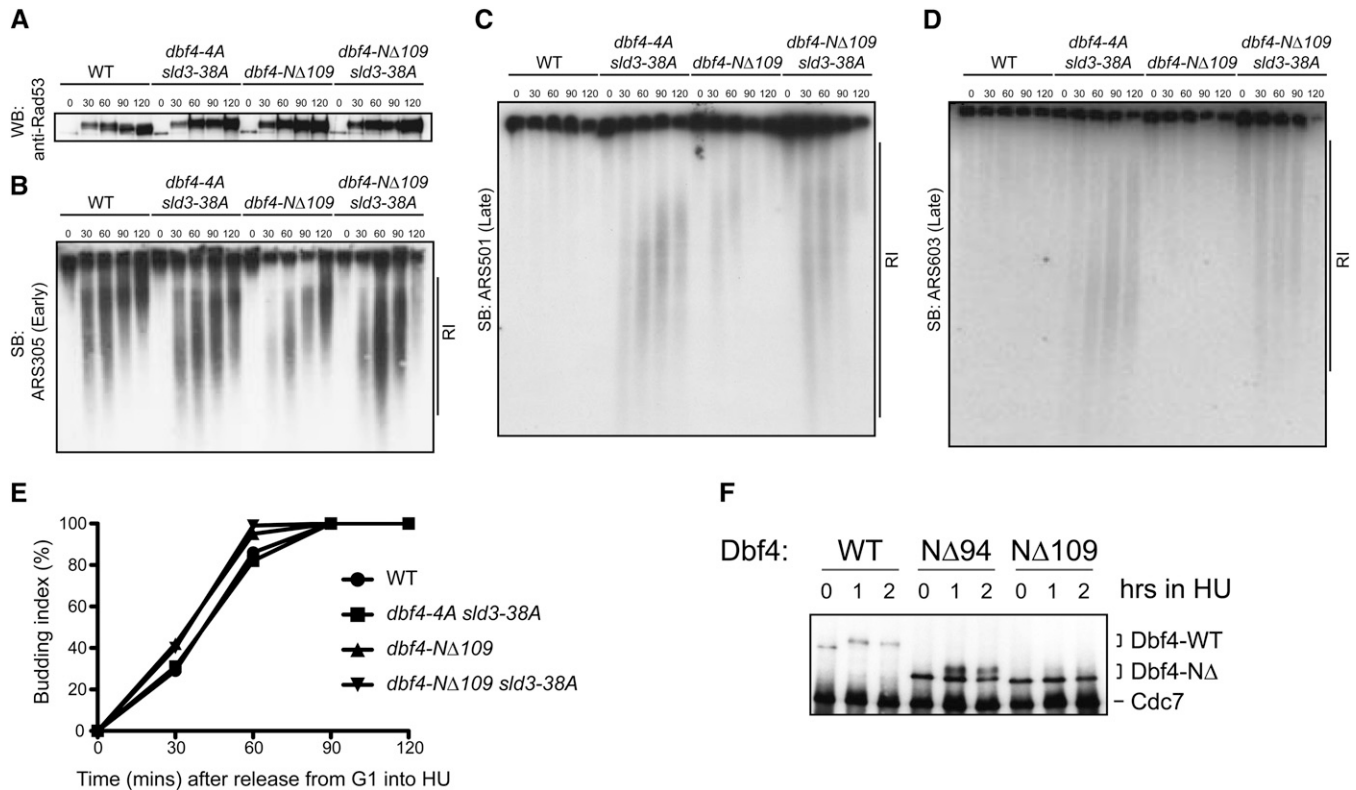 A
dbf4-4A
sld3-38A
dbf4-NΔ109
sld3-38A
WT
dbf4-NΔ109
0 30 60 90 120 0 30 60 90 120 0 30 60 90 120 0 30 60 90 120
WB:
anti-Rad53
B
dbf4-4A
sld3-38A
dbf4-NΔ109
sld3-38A
WT
dbf4-NΔ109
0 30 60 90 120 0 30 60 90 120 0 30 60 90 120 0 30 60 90 120
SB:
ARS305 (Early)
RI
C
dbf4-4A
sld3-38A
dbf4-NΔ109
sld3-38A
WT
dbf4-NΔ109
0 30 60 90 120 0 30 60 90 120 0 30 60 90 120 0 30 60 90 120
SB: ARS501 (Late)
RI
D
dbf4-4A
sld3-38A
dbf4-NΔ109
sld3-38A
WT
dbf4-NΔ109
0 30 60 90 120 0 30 60 90 120 0 30 60 90 120 0 30 60 90 120
SB: ARS603 (Late)
RI
E
Budding index (%)
100
80
60
40
20
0
0 30 60 90 120
Time (mins) after release from G1 into HU
WT
dbf4-4A sld3-38A
dbf4-NΔ109
dbf4-NΔ109 sld3-38A
F
Dbf4: WT NΔ94 NΔ109
0 1 2 0 1 2 0 1 2 hrs in HU
Dbf4-WT
Dbf4-NΔ
Cdc7